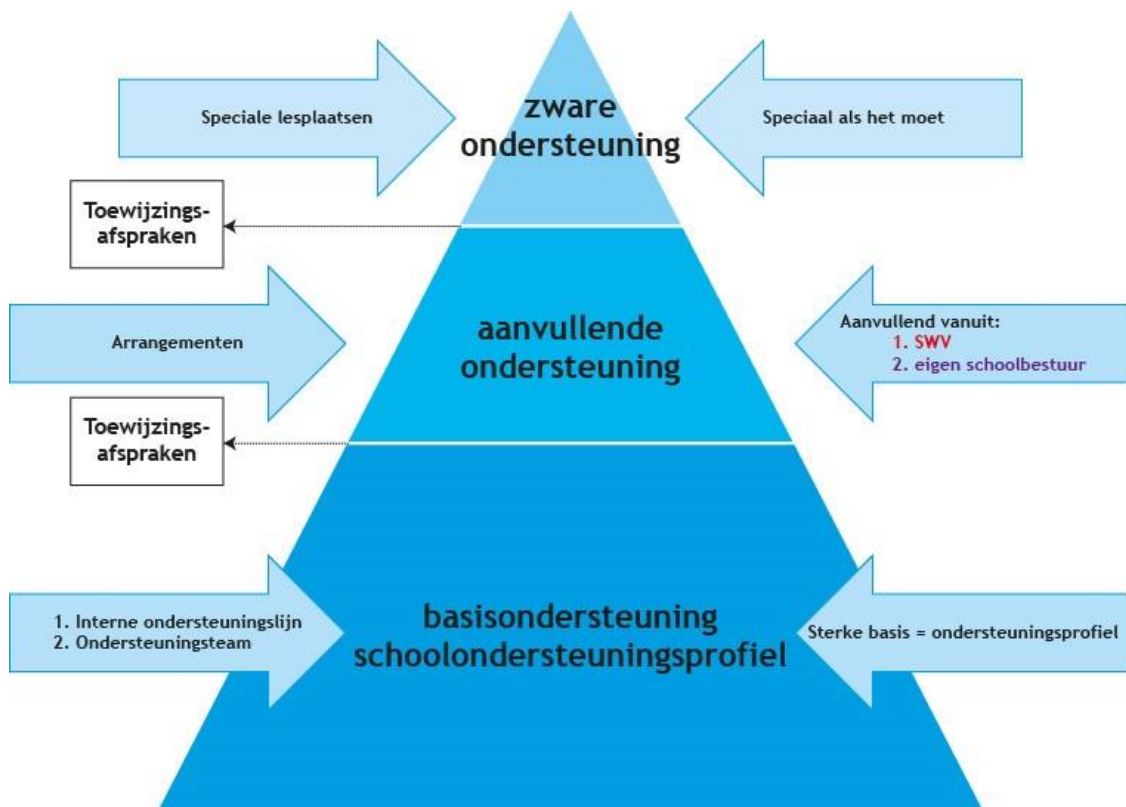 zware
ondersteuning
Speciale lesplaatsen
Speciaal als het moet
Toewijzings-
afspraken
aanvullende
ondersteuning
Arrangementen
Aanvullend vanuit:
1. SWV
2. eigen schoolbestuur
Toewijzings-
afspraken
basisondersteuning
schoolondersteuningsprofiel
1. Interne ondersteuningslijn
2. Ondersteuningsteam
Sterke basis = ondersteuningsprofiel